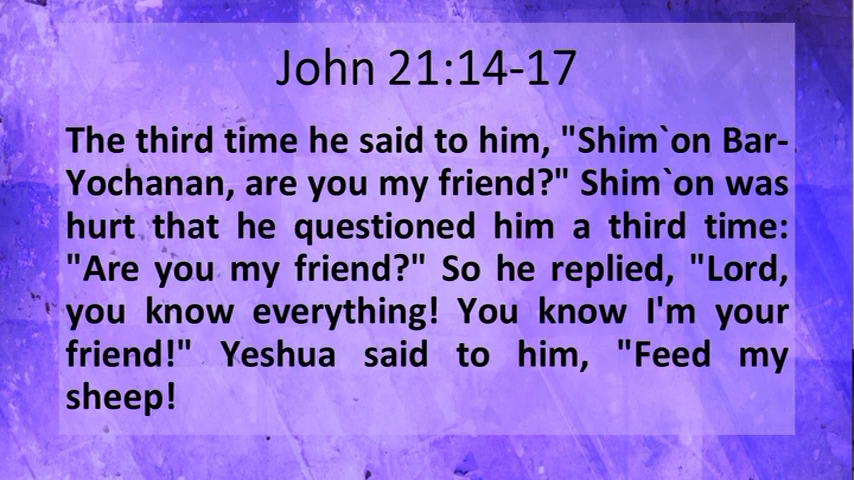 John 21:14-17
The third time he said to him, "Shim`on Bar-
Yochanan, are you my friend?" Shim`on was
hurt that he questioned him a third time:
"Are you my friend?" So he replied, "Lord,
you know everything! You know I'm your
friend!" Yeshua said to him, "Feed my
sheep!